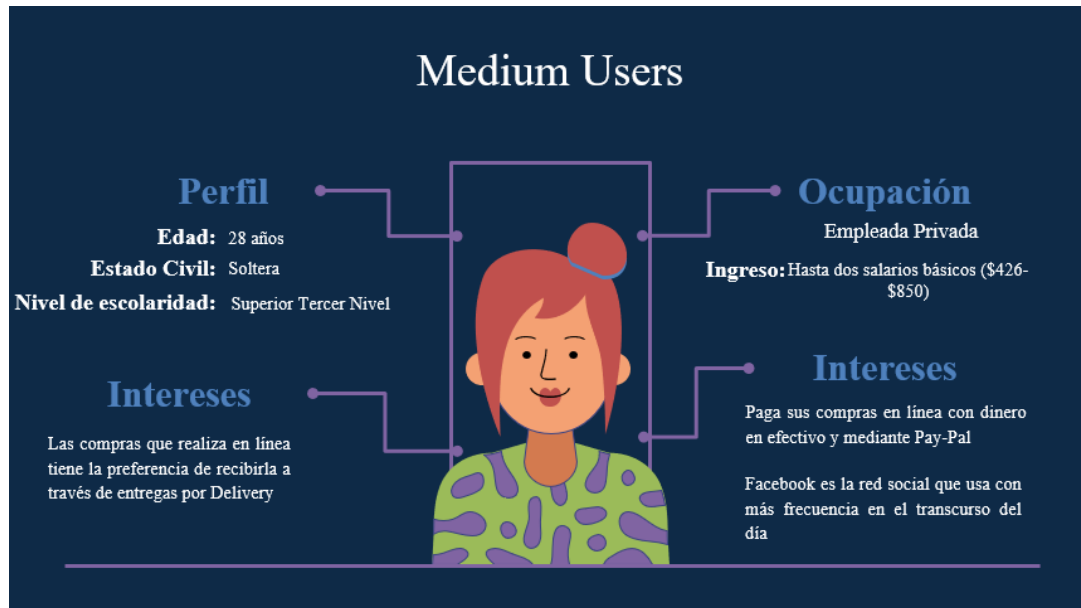 Medium Users
Perfil
Edad: 28 años
Estado Civil: Soltera
Nivel de escolaridad: Superior Tercer Nivel
Intereses
Las compras que realiza en línea
tiene la preferencia de recibirla a
través de entregas por Delivery
Ocupación
Empleada Privada
Ingreso: Hasta dos salarios básicos ($426-
$850)
Intereses
Paga sus compras en línea con dinero
en efectivo y mediante Pay-Pal
Facebook es la red social que usa con
más frecuencia en el transcurso del
día